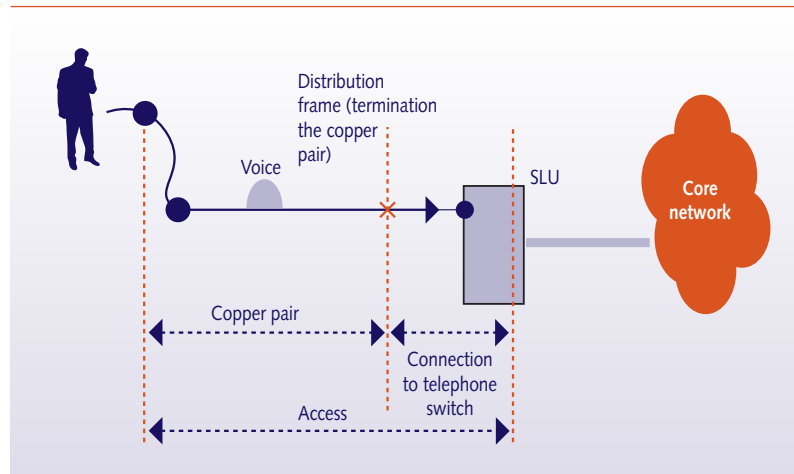 Distribution
frame (termination
the copper
pair)
Voice
SLU
Core
network
Copper pair
Connection
to telephone
switch
Access